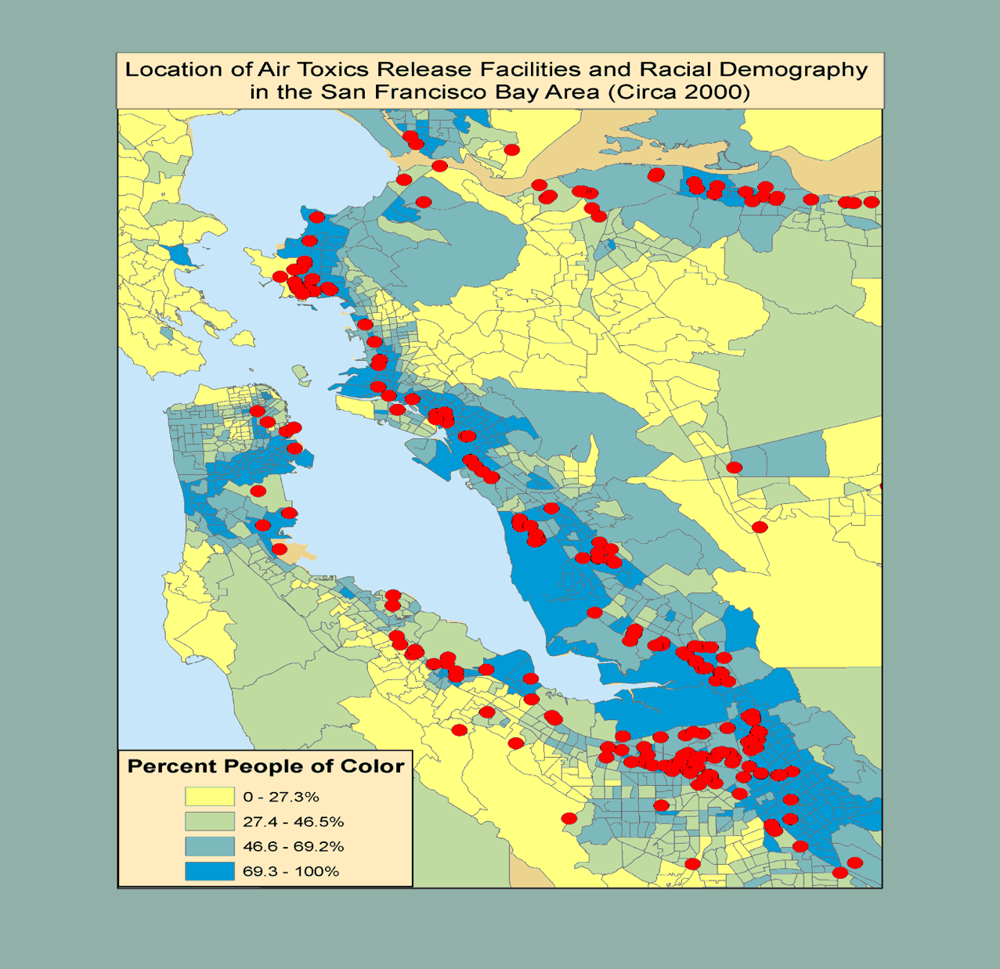 Location of Air Toxics Release Facilities and Racial Demography
in the San Francisco Bay Area (Circa 2000)
Percent People of Color
0 - 27.3%
27.4 - 46.5%
46.6 - 69.2%
69.3 - 100%